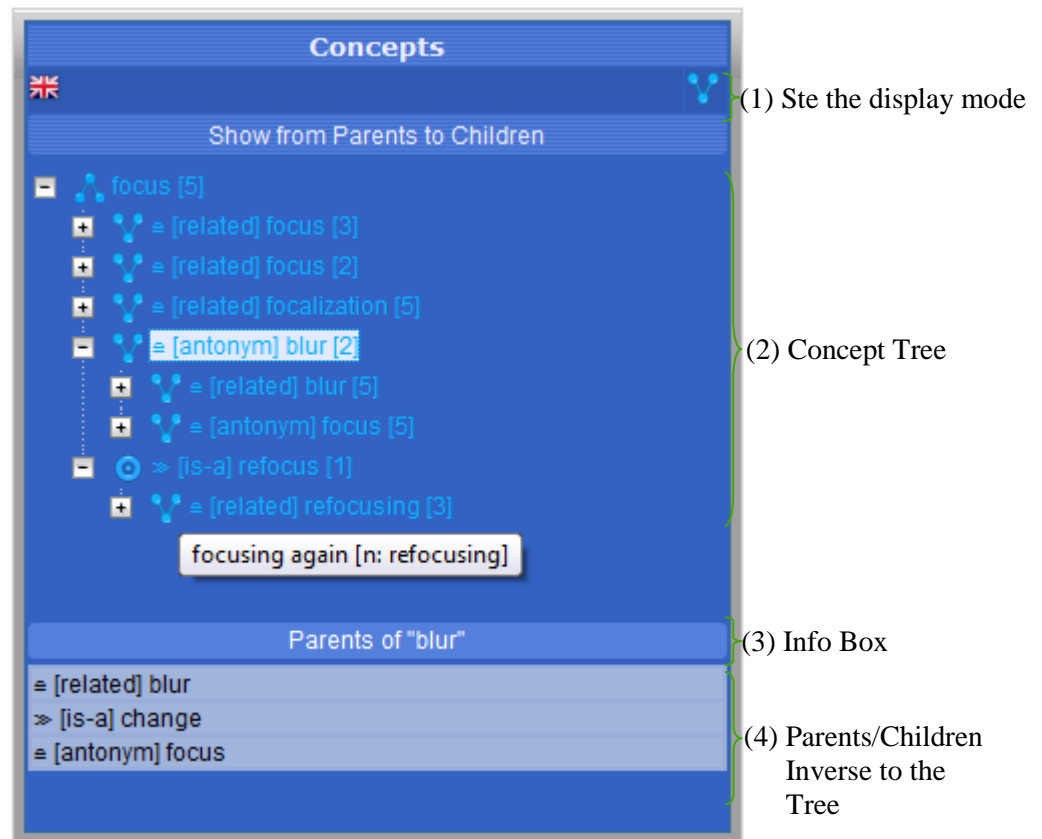 Concepts
(1) Ste the display mode
Show from Parents to Children
focus [5]
≘ [related] focus [3]
≘ [related] focus [2]
≘ [related] focalization [5]
≘ [antonym] blur [2]
(2) Concept Tree
≘ [related] blur [5]
≘ [antonym] focus [5]
≫ [is-a] refocus [1]
≘ [related] refocusing [3]
focusing again [n: refocusing]
Parents of "blur"
(3) Info Box
≘ [related] blur
≫ [is-a] change
≘ [antonym] focus
(4) Parents/Children
Inverse to the
Tree